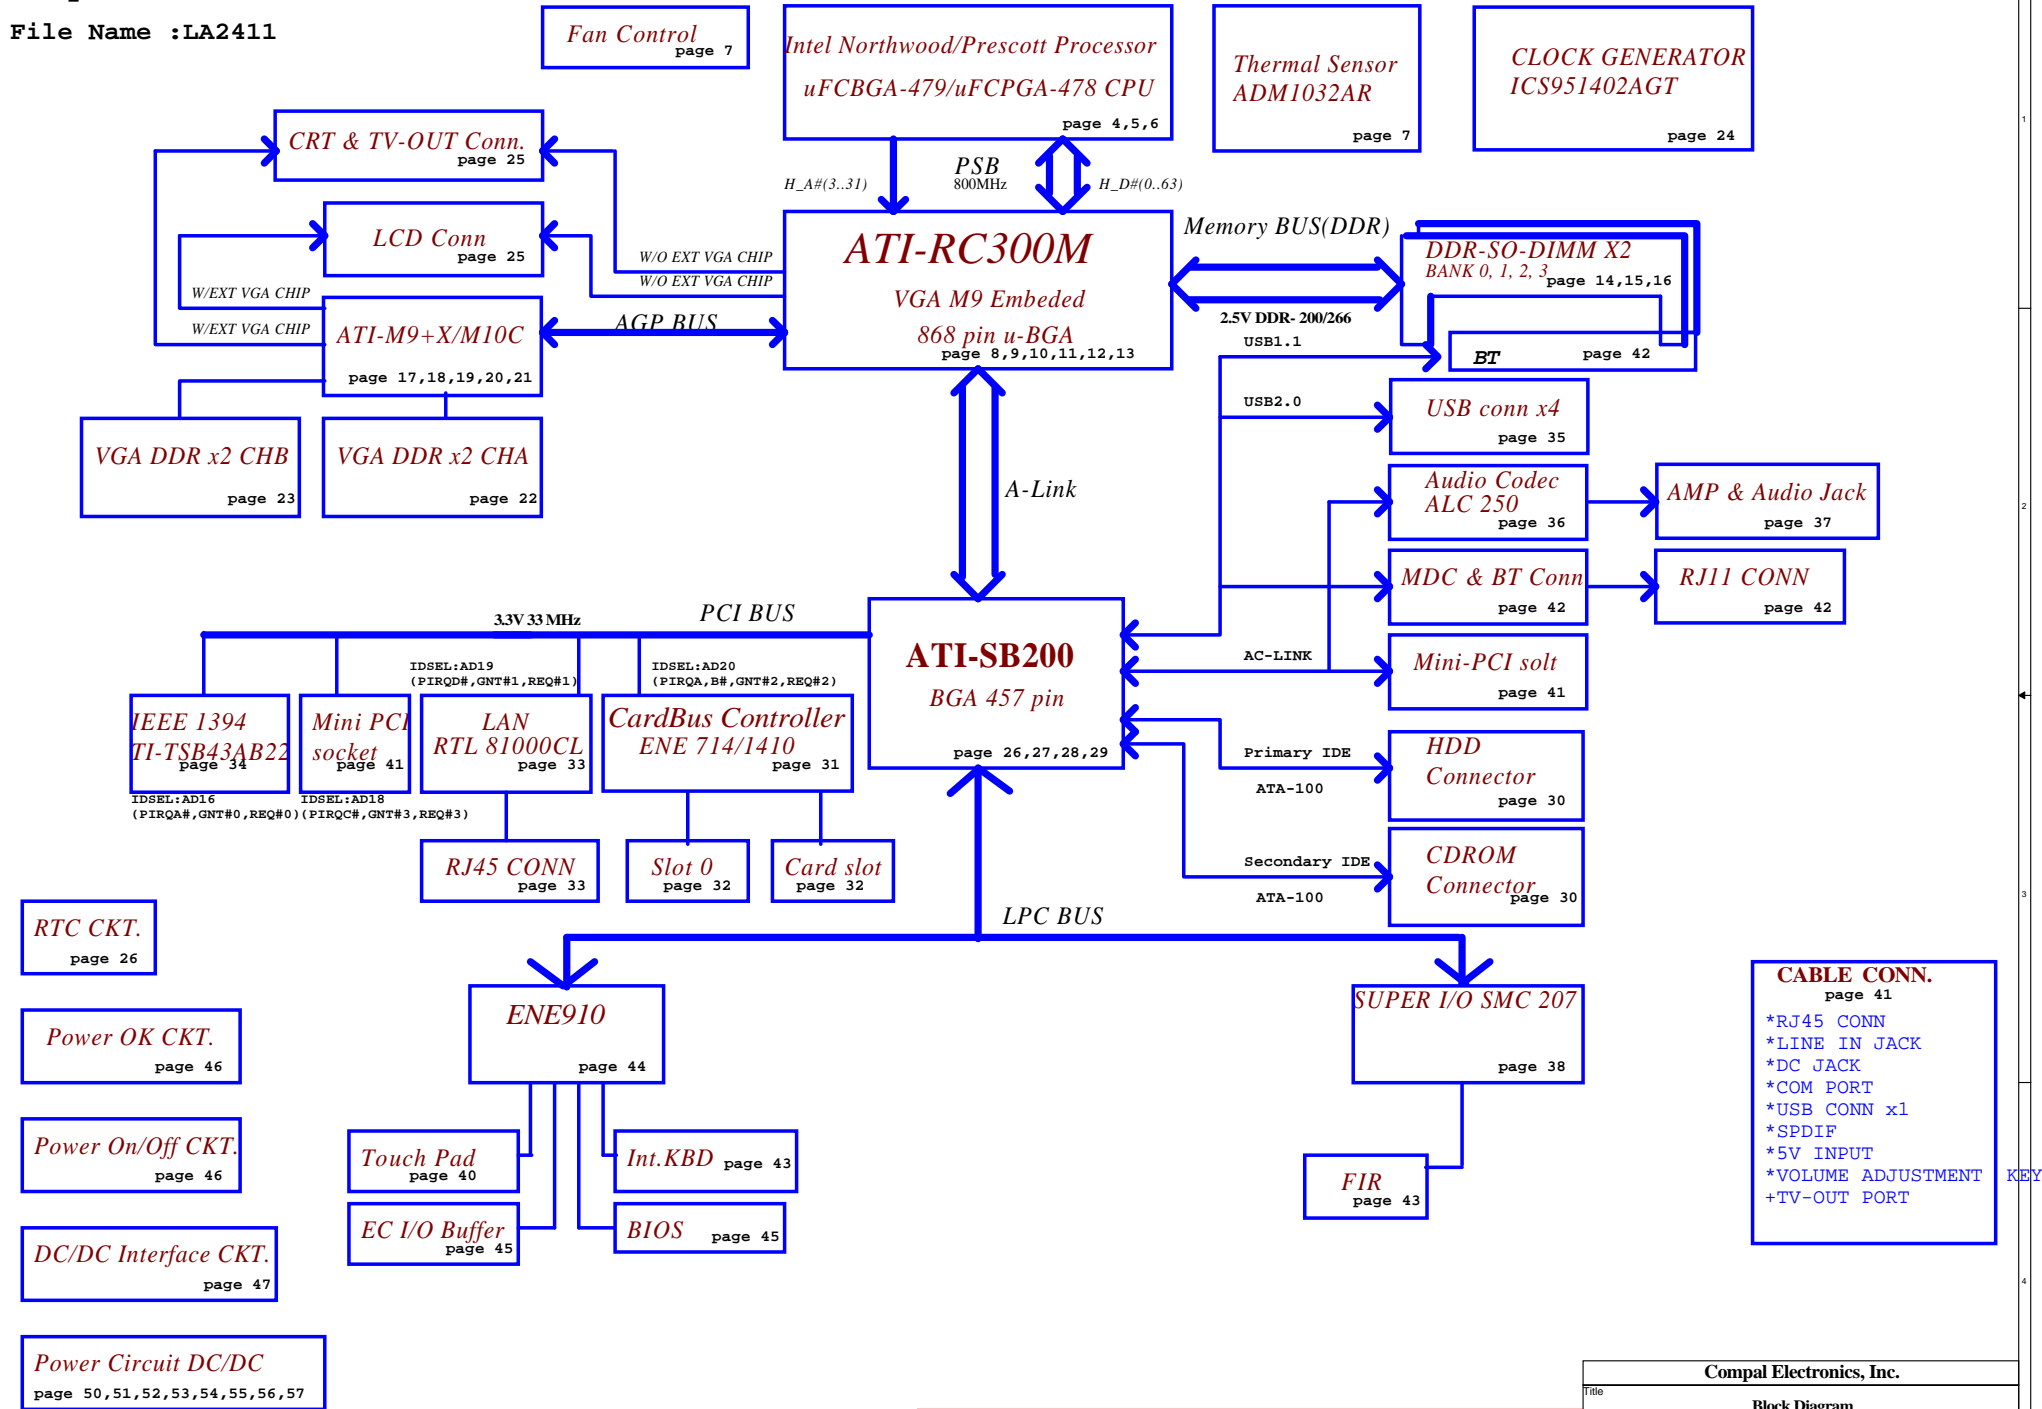 File Name :LA2411
Fan Control
page 7
Intel Northwood/Prescott Processor
uFCBGA-479/uFCPGA-478 CPU
page 4,5,6
Thermal Sensor
ADM1032AR
page 7
CLOCK GENERATOR
ICS951402AGT
page 24
CRT & TV-OUT Conn.
page 25
H_A#(3..31)
PSB
800MHz
H_D#(0..63)
LCD Conn
page 25
W/O EXT VGA CHIP
W/O EXT VGA CHIP
W/EXT VGA CHIP
W/EXT VGA CHIP
ATI-RC300M
VGA M9 Embeded
868 pin u-BGA
page 8,9,10,11,12,13
Memory BUS(DDR)
2.5V DDR- 200/266
DDR-SO-DIMM X2
BANK 0, 1, 2, 3
page 14,15,16
USB1.1
BT
page 42
ATI-M9+X/M10C
page 17,18,19,20,21
AGP BUS
USB2.0
USB conn x4
page 35
VGA DDR x2 CHB
page 23
VGA DDR x2 CHA
page 22
A-Link
Audio Codec
ALC 250
page 36
AMP & Audio Jack
page 37
MDC & BT Conn
page 42
RJ11 CONN
page 42
3.3V 33 MHz
PCI BUS
ATI-SB200
BGA 457 pin
page 26,27,28,29
AC-LINK
Mini-PCI solt
page 41
IDSEL:AD19
(PIRQD#,GNT#1,REQ#1)
IDSEL:AD20
(PIRQA,B#,GNT#2,REQ#2)
IEEE 1394
TI-TSB43AB22
page 34
Mini PCI
socket
page 41
LAN
RTL 81000CL
page 33
CardBus Controller
ENE 714/1410
page 31
Primary IDE
ATA-100
HDD
Connector
page 30
IDSEL:AD16
(PIRQA#,GNT#0,REQ#0)
IDSEL:AD18
(PIRQC#,GNT#3,REQ#3)
RJ45 CONN
page 33
Slot 0
page 32
Card slot
page 32
Secondary IDE
ATA-100
CDROM
Connector
page 30
LPC BUS
RTC CKT.
page 26
Power OK CKT.
page 46
Power On/Off CKT.
page 46
DC/DC Interface CKT.
page 47
Power Circuit DC/DC
page 50,51,52,53,54,55,56,57
ENE910
page 44
SUPER I/O SMC 207
page 38
Touch Pad
page 40
Int.KBD page 43
EC I/O Buffer
page 45
BIOS page 45
FIR
page 43
CABLE CONN.
page 41
*RJ45 CONN
*LINE IN JACK
*DC JACK
*COM PORT
*USB CONN x1
*SPDIF
*5V INPUT
*VOLUME ADJUSTMENT KEY
+TV-OUT PORT
1
2
3
4
Compal Electronics, Inc.
Title
Block Diagram